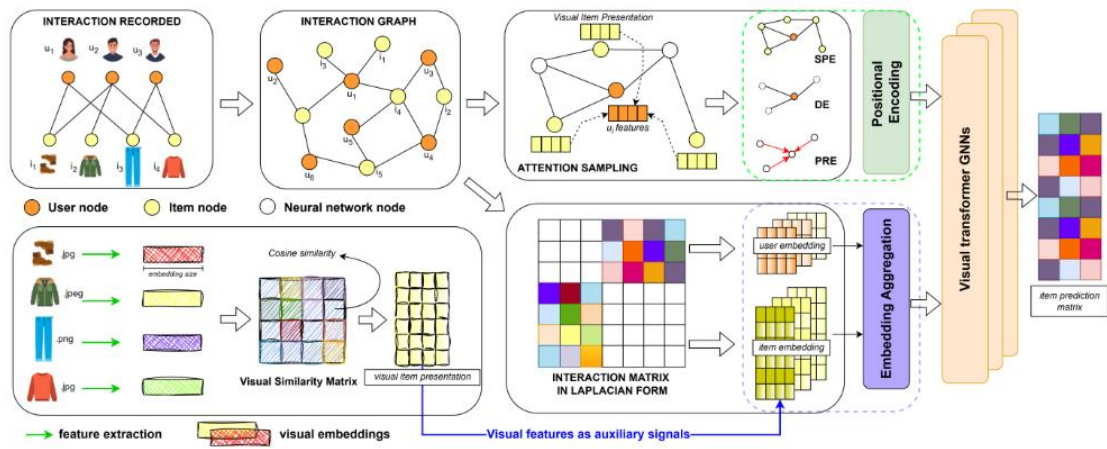 INTERACTION RECORDED
u1
u2
u3
i1
i2
i3
i4
INTERACTION GRAPH
i3
i1
u2
u1
u3
i4
i2
u5
u4
u6
i5
Visual Item Presentation
ui features
ATTENTION SAMPLING
SPE
DE
PRE
Positional Encoding
Visual transformer GNNs
item prediction
matrix
User node
Item node
Neural network node
.jpg
embedding size
.jpeg
.png
.jpg
Cosine similarity
Visual Similarity Matrix
visual item presentation
INTERACTION MATRIX
IN LAPLACIAN FORM
user embedding
item embedding
Embedding Aggregation
feature extraction
visual embeddings
Visual features as auxiliary signals